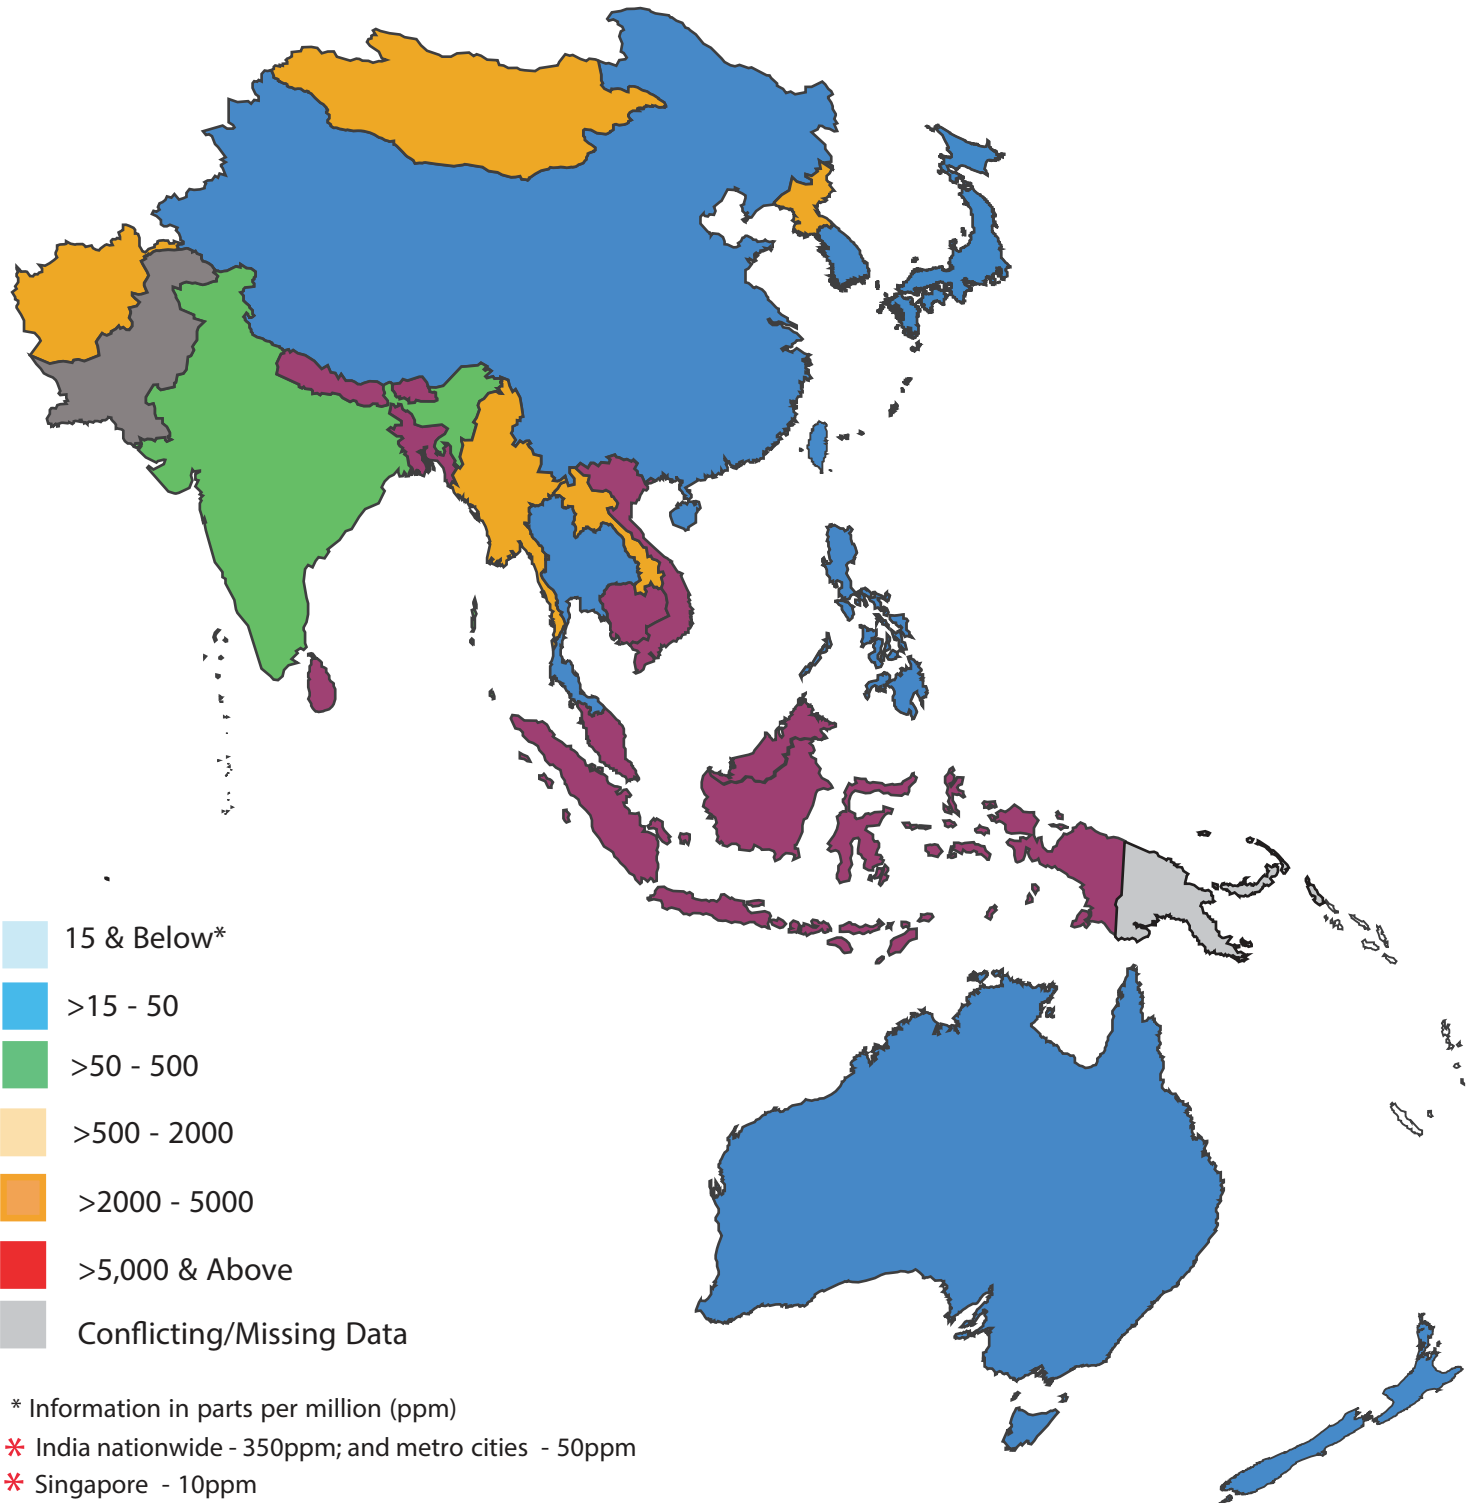 15 & Below*
>15 - 50
>50 - 500
>500 - 2000
>2000 - 5000
>5,000 & Above
Conflicting/Missing Data
* Information in parts per million (ppm)
* India nationwide - 350ppm; and metro cities - 50ppm
* Singapore - 10ppm